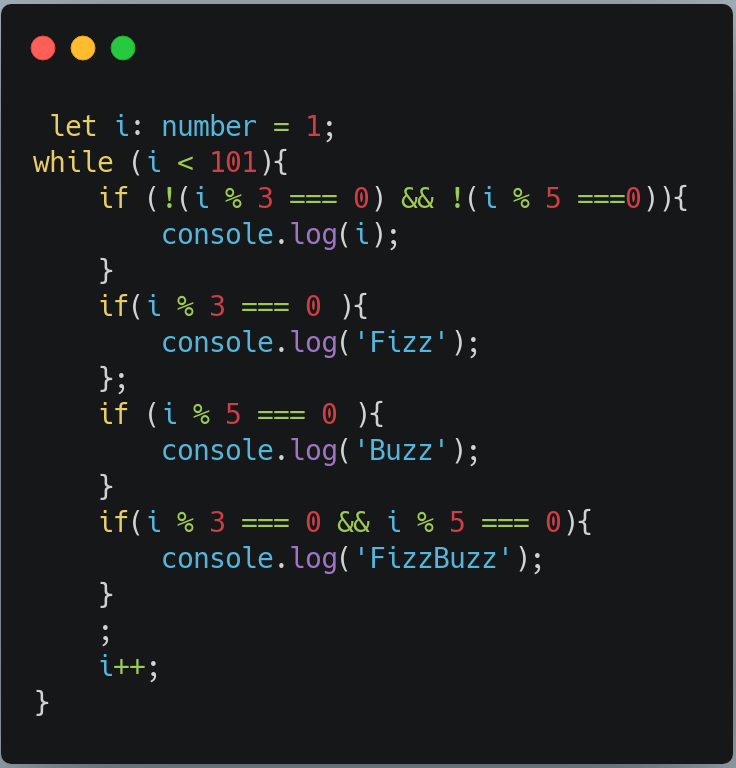 let i: number = 1;
while (i < 101){
    if (!(i % 3 === 0) && !(i % 5 ===0)){
        console.log(i);
    }
    if(i % 3 === 0 ){
        console.log('Fizz');
    };
    if (i % 5 === 0 ){
        console.log('Buzz');
    }
    if(i % 3 === 0 && i % 5 === 0){
        console.log('FizzBuzz');
    }
    ;
    i++;
}